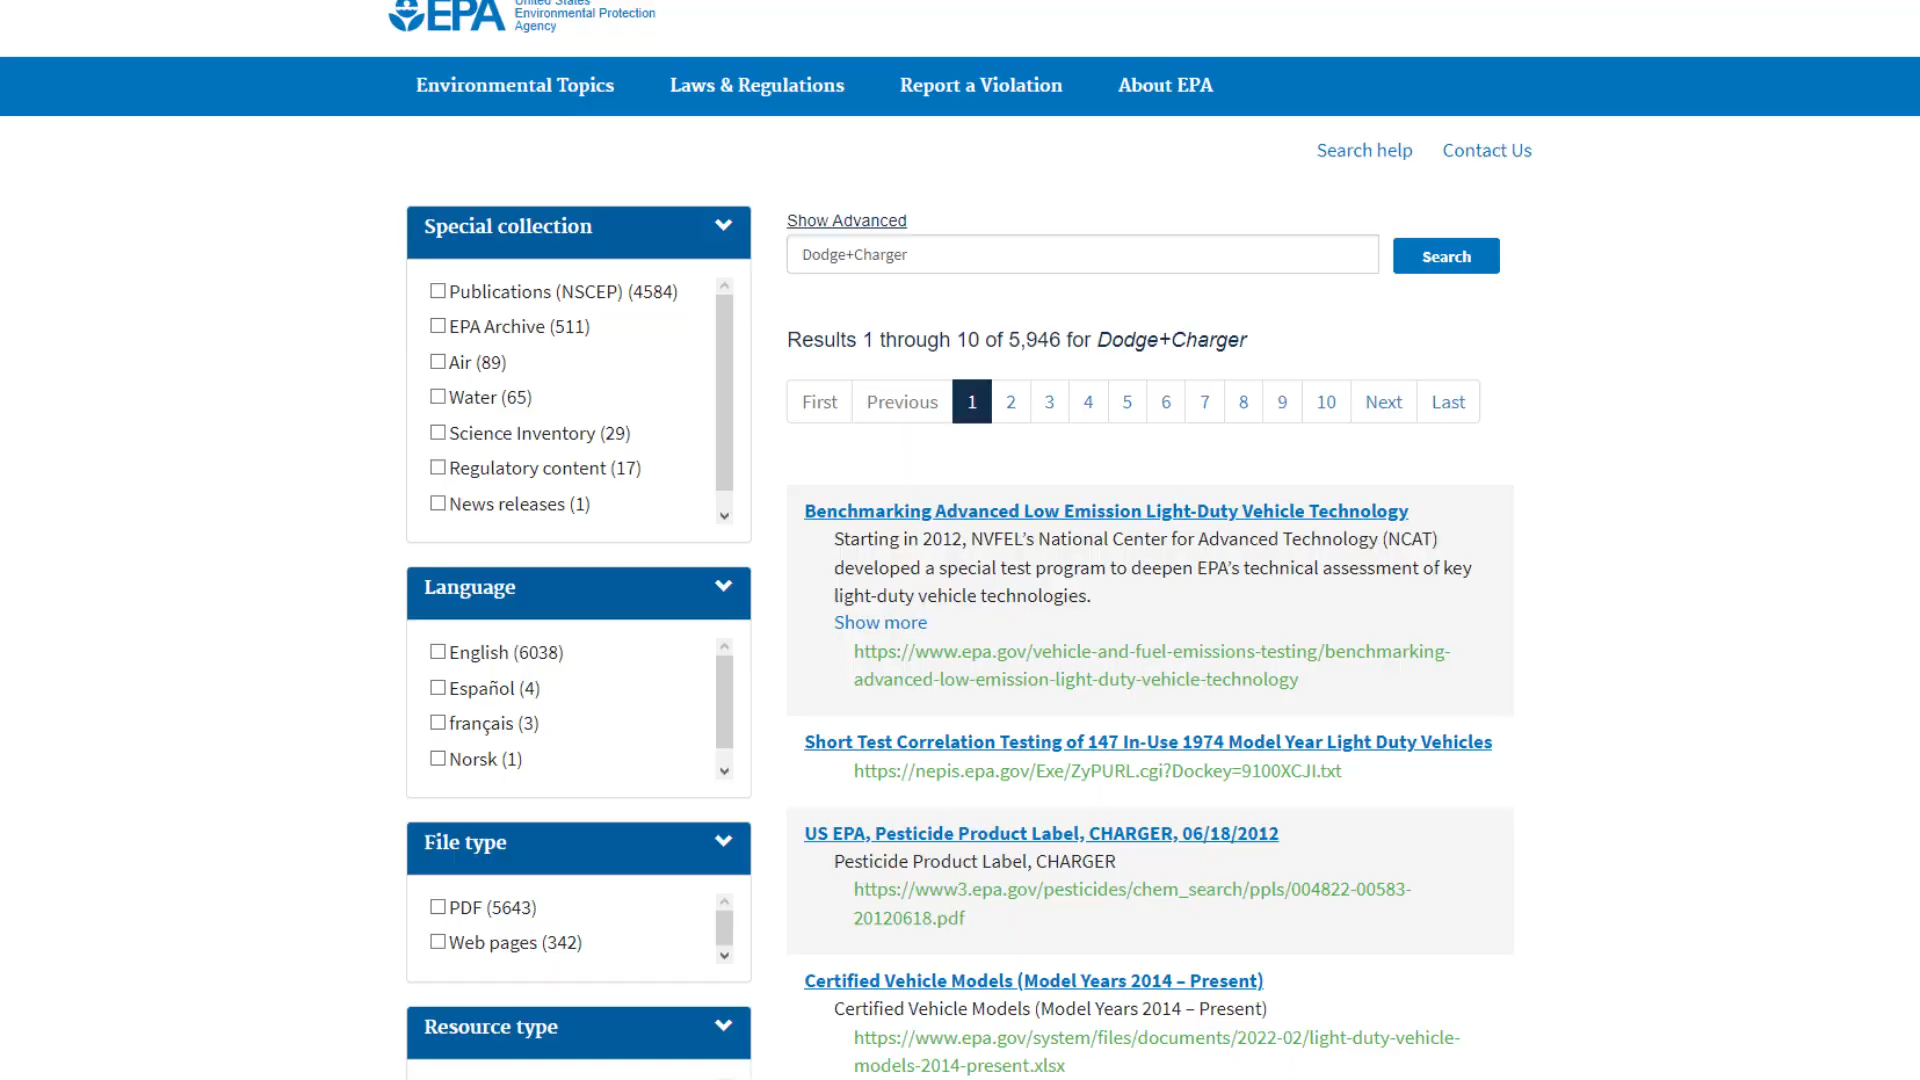 EPA
United States
Environmental Protection
Agency
Environmental Topics
Laws & Regulations
Report a Violation
About EPA
Search help
Contact Us
Special collection
Publications (NSCEP) (4584)
EPA Archive (511)
Air (89)
Water (65)
Science Inventory (29)
Regulatory content (17)
News releases (1)
Language
English (6038)
Español (4)
français (3)
Norsk (1)
File type
PDF (5643)
Web pages (342)
Resource type
Show Advanced
Dodge+Charger
Search
Results 1 through 10 of 5,946 for Dodge+Charger
First Previous 1 2 3 4 5 6 7 8 9 10 Next Last
Benchmarking Advanced Low Emission Light-Duty Vehicle Technology
Starting in 2012, NVFEL’s National Center for Advanced Technology (NCAT)
developed a special test program to deepen EPA’s technical assessment of key
light-duty vehicle technologies.
Show more
https://www.epa.gov/vehicle-and-fuel-emissions-testing/benchmarking-
advanced-low-emission-light-duty-vehicle-technology
Short Test Correlation Testing of 147 In-Use 1974 Model Year Light Duty Vehicles
https://nepis.epa.gov/Exe/ZyPURL.cgi?Dockey=9100XCJI.txt
US EPA, Pesticide Product Label, CHARGER, 06/18/2012
Pesticide Product Label, CHARGER
https://www3.epa.gov/pesticides/chem_search/ppls/004822-00583-
20120618.pdf
Certified Vehicle Models (Model Years 2014 – Present)
Certified Vehicle Models (Model Years 2014 – Present)
https://www.epa.gov/system/files/documents/2022-02/light-duty-vehicle-
models-2014-present.xlsx